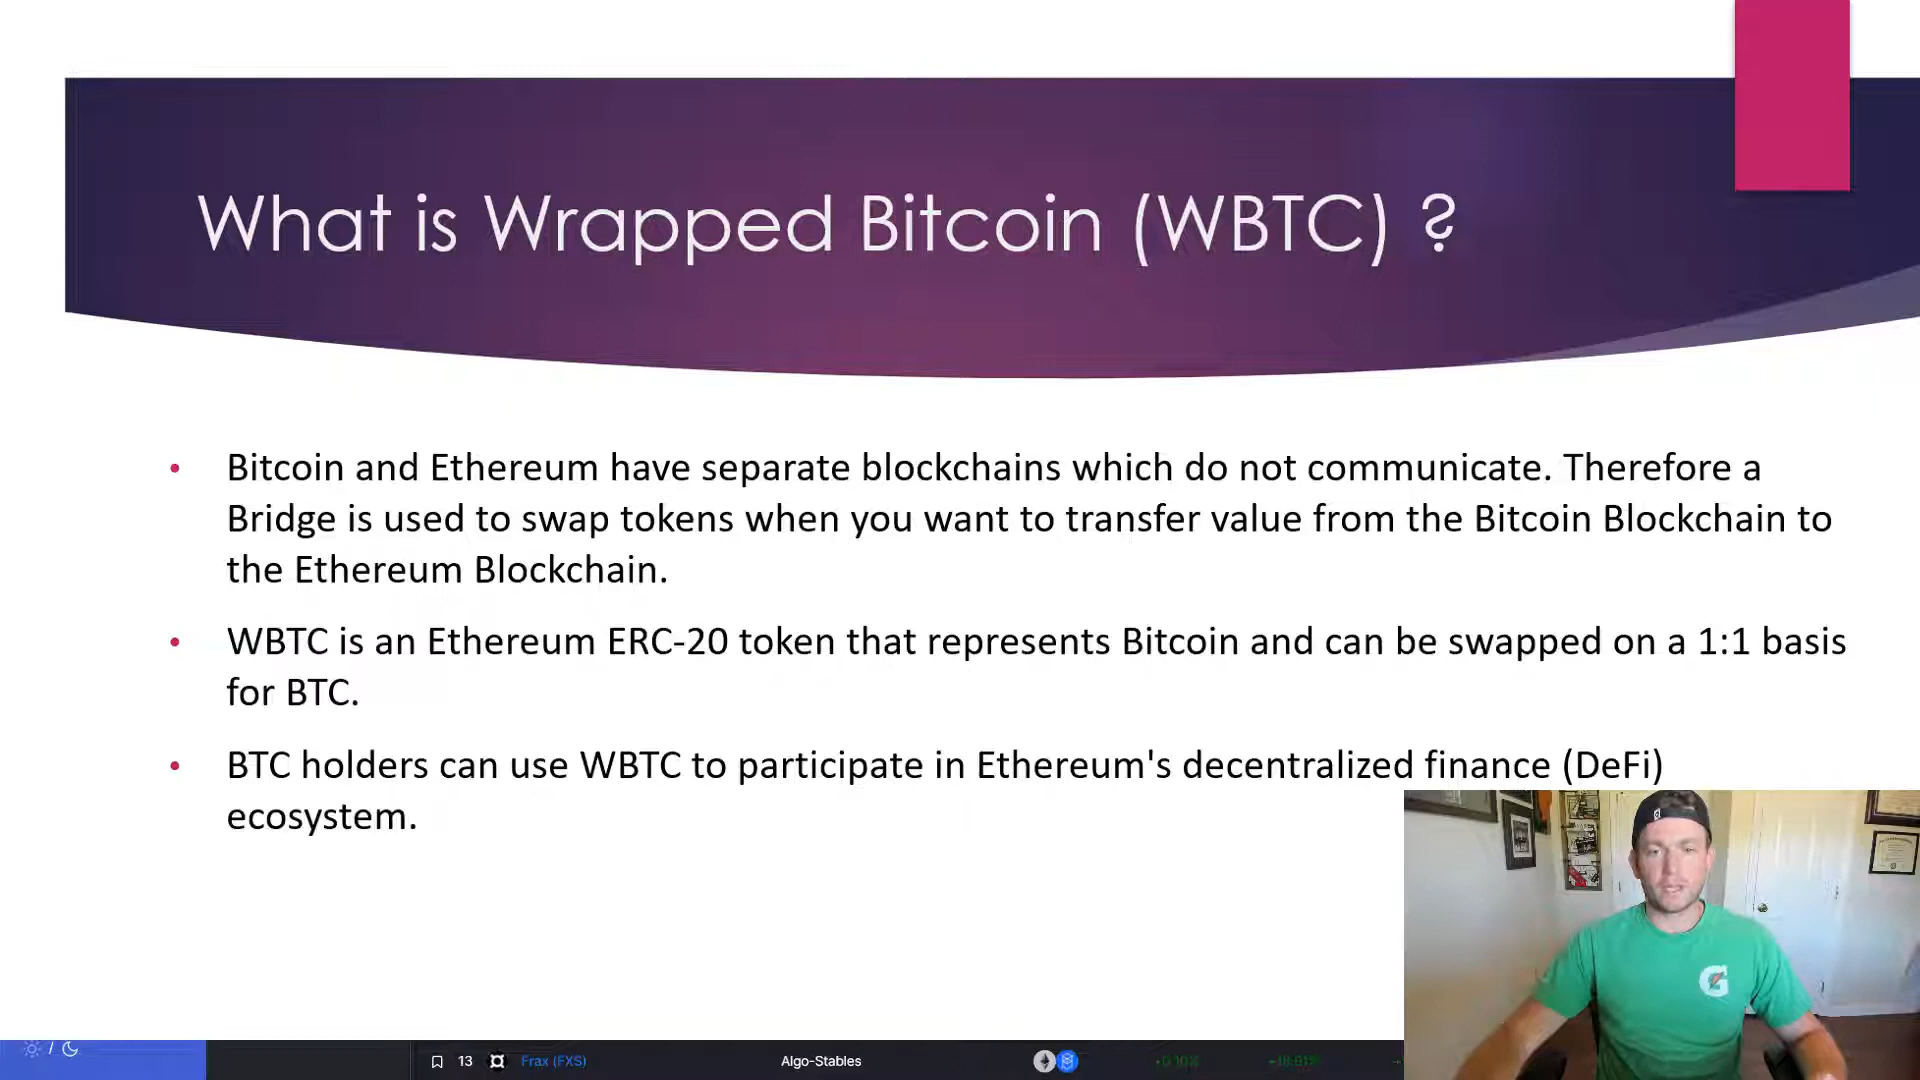 What is Wrapped Bitcoin (WBTC) ?
• Bitcoin and Ethereum have separate blockchains which do not communicate. Therefore a
Bridge is used to swap tokens when you want to transfer value from the Bitcoin Blockchain to
the Ethereum Blockchain.
• WBTC is an Ethereum ERC-20 token that represents Bitcoin and can be swapped on a 1:1 basis
for BTC.
• BTC holders can use WBTC to participate in Ethereum's decentralized finance (DeFi)
ecosystem.
G
/
13 Frax (FXS) Algo-Stables